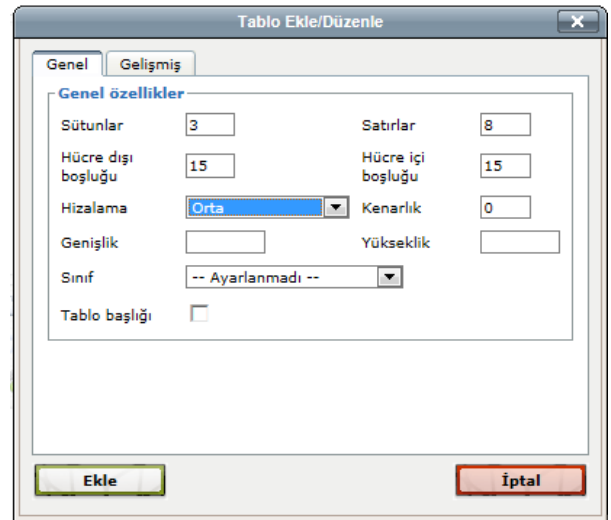 Tablo Ekle/Düzenle
Genel Gelişmiş
Genel özellikler
Sütunlar 3 Satırlar 8
Hücre dışı boşluğu 15 Hücre içi boşluğu 15
Hizalama Orta Kenarlık 0
Genişlik Yükseklik
Sınıf -- Ayarlanmadı --
Tablo başlığı
Ekle İptal